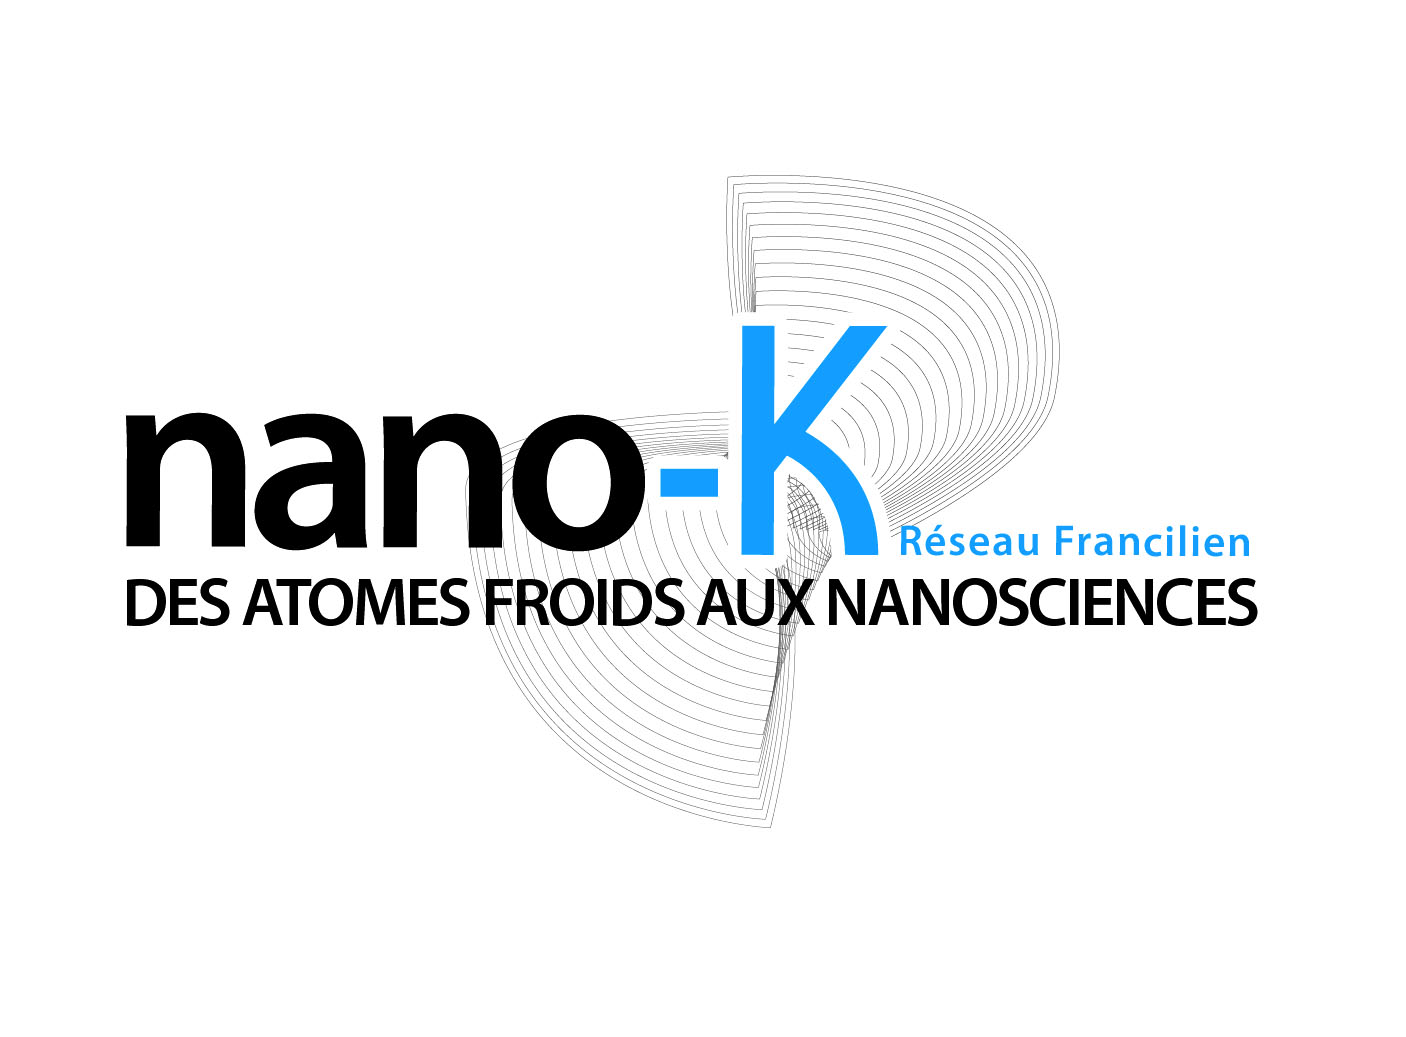 nano-K
Réseau Francilien
DES ATOMES FROIDS AUX NANOSCIENCES